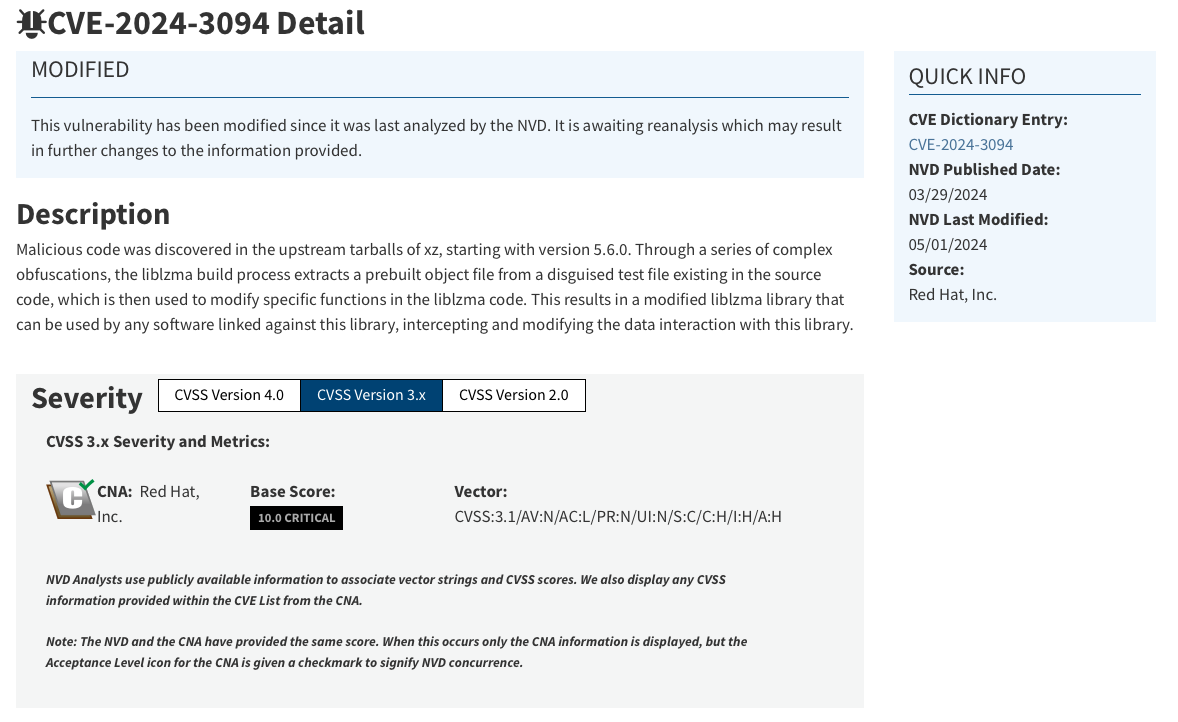 CVE-2024-3094 Detail
MODIFIED
This vulnerability has been modified since it was last analyzed by the NVD. It is awaiting reanalysis which may result
in further changes to the information provided.
Description
Malicious code was discovered in the upstream tarballs of xz, starting with version 5.6.0. Through a series of complex
obfuscations, the liblzma build process extracts a prebuilt object file from a disguised test file existing in the source
code, which is then used to modify specific functions in the liblzma code. This results in a modified liblzma library that
can be used by any software linked against this library, intercepting and modifying the data interaction with this library.
Severity
CVSS Version 4.0
CVSS Version 3.x
CVSS Version 2.0
CVSS 3.x Severity and Metrics:
C
CNA: Red Hat,
Inc.
Base Score:
10.0 CRITICAL
Vector:
CVSS:3.1/AV:N/AC:L/PR:N/UI:N/S:C/C:H/I:H/A:H
NVD Analysts use publicly available information to associate vector strings and CVSS scores. We also display any CVSS
information provided within the CVE List from the CNA.
Note: The NVD and the CNA have provided the same score. When this occurs only the CNA information is displayed, but the
Acceptance Level icon for the CNA is given a checkmark to signify NVD concurrence.
QUICK INFO
CVE Dictionary Entry:
CVE-2024-3094
NVD Published Date:
03/29/2024
NVD Last Modified:
05/01/2024
Source:
Red Hat, Inc.